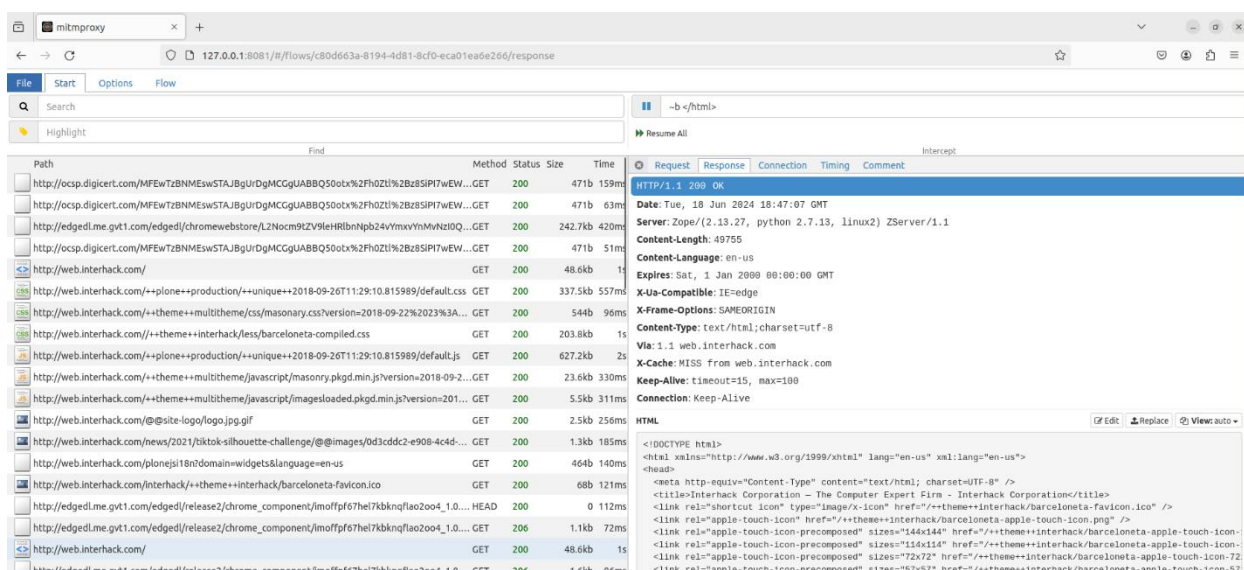 mitmproxy
127.0.0.1:8081/#/flows/c80d663a-8194-4d81-8cf0-eca01ea6e266/response
File Start Options Flow
Search
Highlight
Find
~b </html>
Resume All
Intercept
Path Method Status Size Time
http://ocsp.digicert.com/MFEwTzBNMEswSTAJBgUrDgMCGgUABBQ50otx%2Fh0Ztl%2Bz8SiPI7wEW... GET 200 471b 159ms
http://ocsp.digicert.com/MFEwTzBNMEswSTAJBgUrDgMCGgUABBQ50otx%2Fh0Ztl%2Bz8SiPI7wEW... GET 200 471b 63ms
http://edgedl.me.gvt1.com/edgedl/chromewebstore/L2Nocm9tZV9leHRlbnNpb24vYmxvYnMvNzI0Q... GET 200 242.7kb 420ms
http://ocsp.digicert.com/MFEwTzBNMEswSTAJBgUrDgMCGgUABBQ50otx%2Fh0Ztl%2Bz8SiPI7wEW... GET 200 471b 51ms
http://web.interhack.com/ GET 200 48.6kb 1s
http://web.interhack.com/++plone++production/++unique++2018-09-26T11:29:10.815989/default.css GET 200 337.5kb 557ms
http://web.interhack.com/++theme++multitheme/css/masonary.css?version=2018-09-22%2023%3A... GET 200 544b 96ms
http://web.interhack.com//++theme++interhack/less/barceloneta-compiled.css GET 200 203.8kb 1s
http://web.interhack.com/++plone++production/++unique++2018-09-26T11:29:10.815989/default.js GET 200 627.2kb 2s
http://web.interhack.com/++theme++multitheme/javascript/masonry.pkgd.min.js?version=2018-09-2... GET 200 23.6kb 330ms
http://web.interhack.com/++theme++multitheme/javascript/imagesloaded.pkgd.min.js?version=201... GET 200 5.5kb 311ms
http://web.interhack.com/@@site-logo/logo.jpg.gif GET 200 2.5kb 256ms
http://web.interhack.com/news/2021/tiktok-silhouette-challenge/@@images/0d3cddc2-e908-4c4d-... GET 200 1.3kb 185ms
http://web.interhack.com/plonejsi18n?domain=widgets&language=en-us GET 200 464b 140ms
http://web.interhack.com/interhack/++theme++interhack/barceloneta-favicon.ico GET 200 68b 121ms
http://edgedl.me.gvt1.com/edgedl/release2/chrome_component/imoffpf67hel7kbknqflao2oo4_1.0.... HEAD 200 0 112ms
http://edgedl.me.gvt1.com/edgedl/release2/chrome_component/imoffpf67hel7kbknqflao2oo4_1.0.... GET 206 1.1kb 72ms
http://web.interhack.com/ GET 200 48.6kb 1s
Request Response Connection Timing Comment
HTTP/1.1 200 OK
Date: Tue, 18 Jun 2024 18:47:07 GMT
Server: Zope/(2.13.27, python 2.7.13, linux2) ZServer/1.1
Content-Length: 49755
Content-Language: en-us
Expires: Sat, 1 Jan 2000 00:00:00 GMT
X-Ua-Compatible: IE=edge
X-Frame-Options: SAMEORIGIN
Content-Type: text/html;charset=utf-8
Via: 1.1 web.interhack.com
X-Cache: MISS from web.interhack.com
Keep-Alive: timeout=15, max=100
Connection: Keep-Alive
HTML Edit Replace View: auto
<!DOCTYPE html>
<html xmlns="http://www.w3.org/1999/xhtml" lang="en-us" xml:lang="en-us">
<head>
<meta http-equiv="Content-Type" content="text/html; charset=UTF-8" />
<title>Interhack Corporation — The Computer Expert Firm - Interhack Corporation</title>
<link rel="shortcut icon" type="image/x-icon" href="/++theme++interhack/barceloneta-favicon.ico" />
<link rel="apple-touch-icon" href="/++theme++interhack/barceloneta-apple-touch-icon.png" />
<link rel="apple-touch-icon-precomposed" sizes="144x144" href="/++theme++interhack/barceloneta-apple-touch-icon-
<link rel="apple-touch-icon-precomposed" sizes="114x114" href="/++theme++interhack/barceloneta-apple-touch-icon-
<link rel="apple-touch-icon-precomposed" sizes="72x72" href="/++theme++interhack/barceloneta-apple-touch-icon-72
<link rel="apple-touch-icon-precomposed" sizes="57x57" href="/++theme++interhack/barceloneta-apple-touch-icon-57